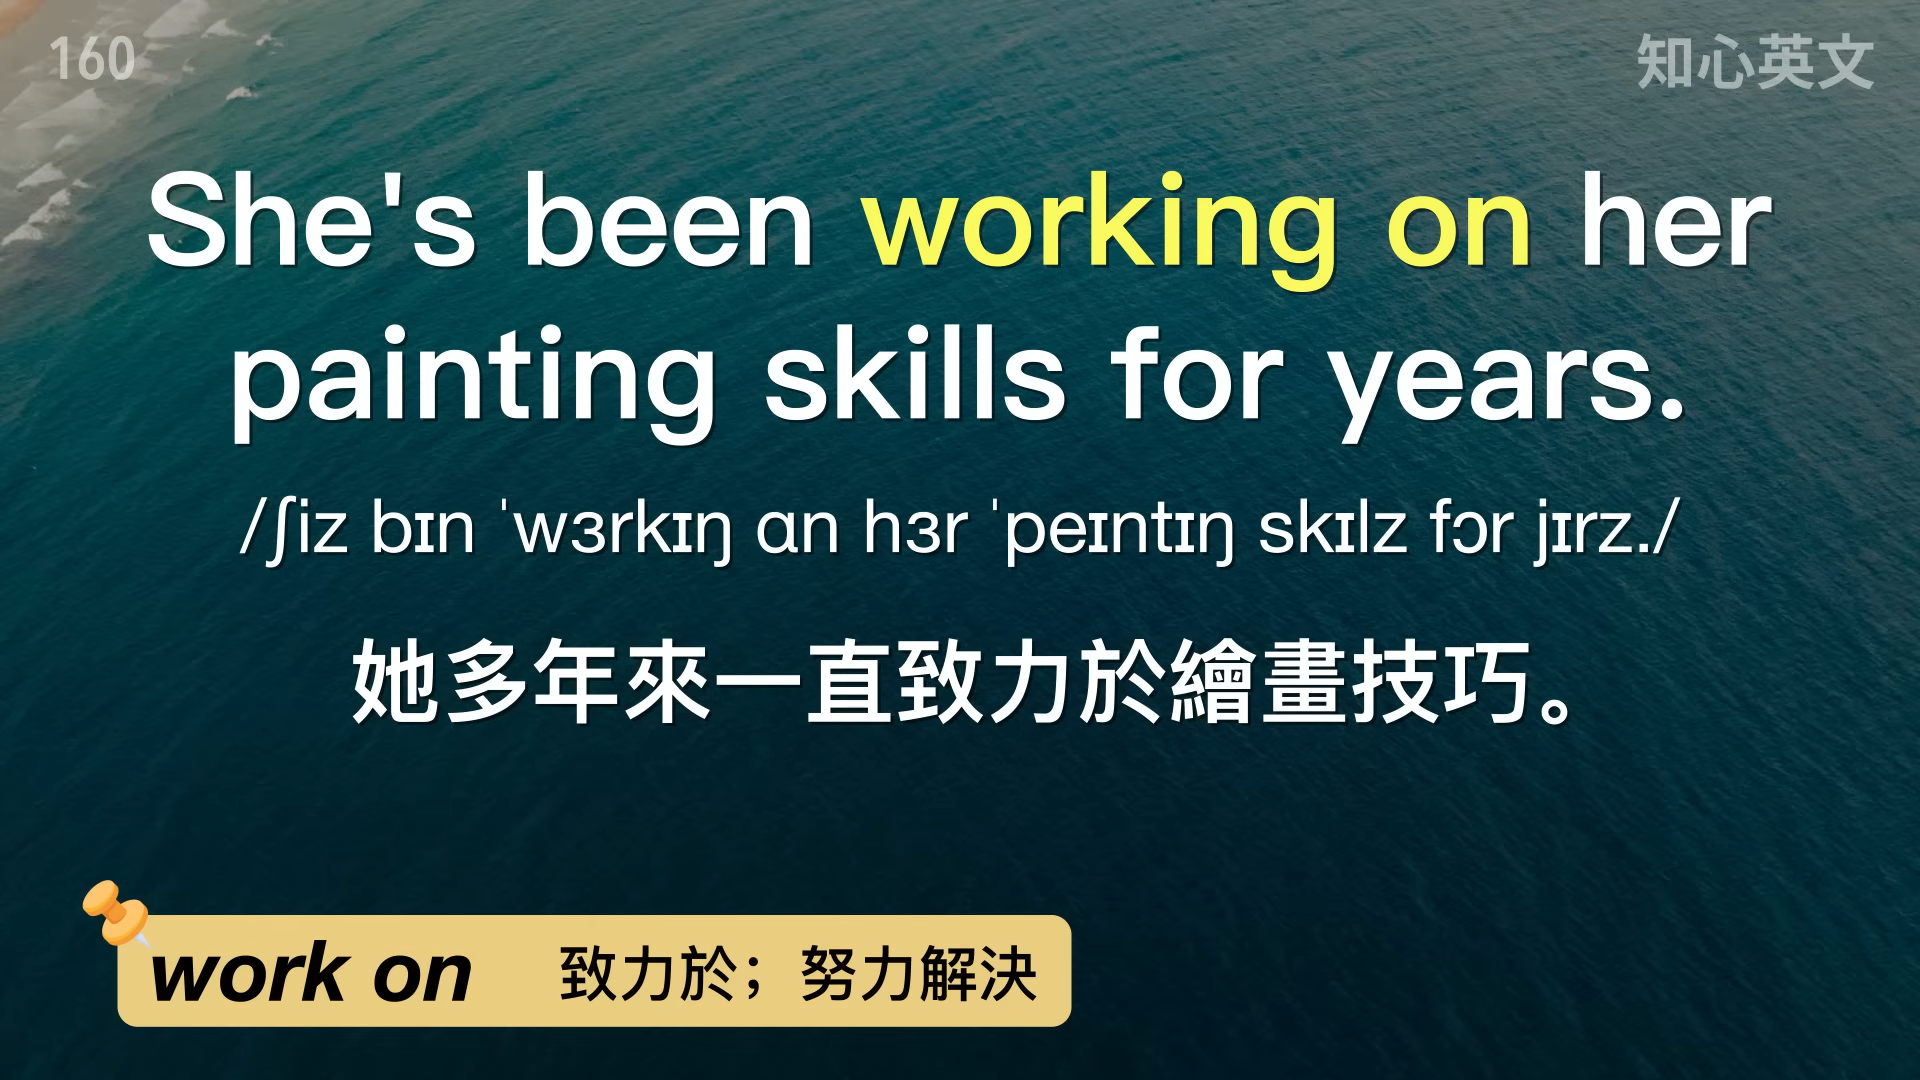 160
知心英文
She's been working on her
painting skills for years.
/ʃiz bɪn ˈwɜrkɪŋ ɑn hɜr ˈpeɪntɪŋ skɪlz fɔr jɪrz./
她多年來一直致力於繪畫技巧。
work on 致力於；努力解決